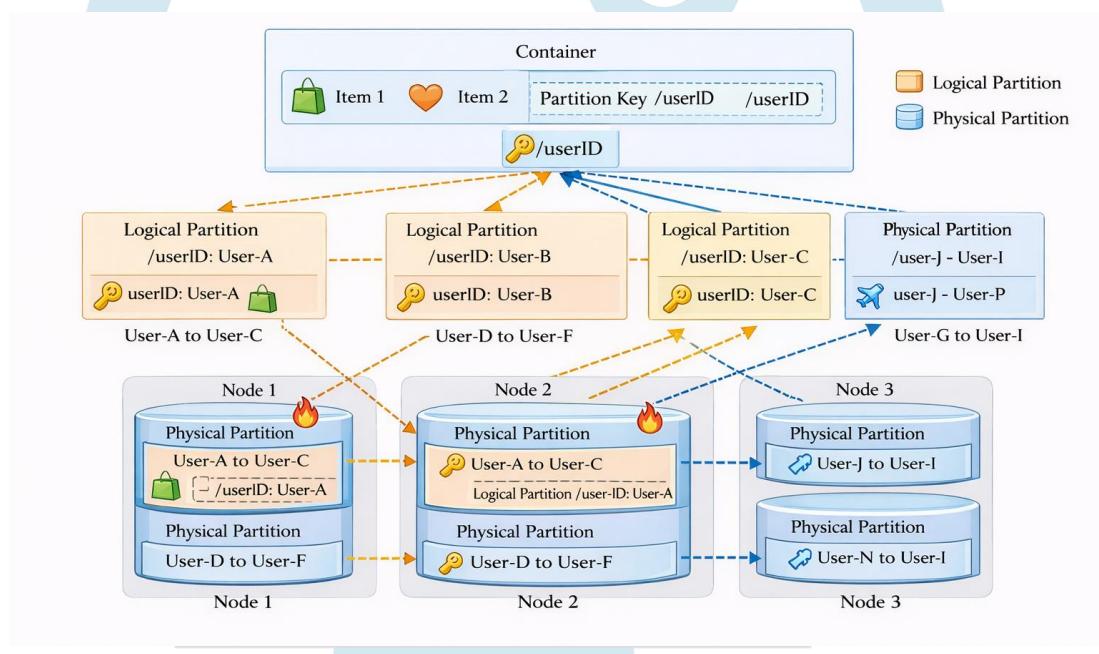 Container
Item 1 Item 2 Partition Key /userID /userID
/userID
Logical Partition
Physical Partition
Logical Partition
/userID: User-A
userID: User-A
User-A to User-C
Logical Partition
/userID: User-B
userID: User-B
User-D to User-F
Logical Partition
/userID: User-C
userID: User-C
Physical Partition
/user-J - User-I
user-J - User-P
User-G to User-I
Node 1
Physical Partition
User-A to User-C
/userID: User-A
Physical Partition
User-D to User-F
Node 1
Node 2
Physical Partition
User-A to User-C
Logical Partition /user-ID: User-A
Physical Partition
User-D to User-F
Node 2
Node 3
Physical Partition
User-J to User-I
Physical Partition
User-N to User-I
Node 3